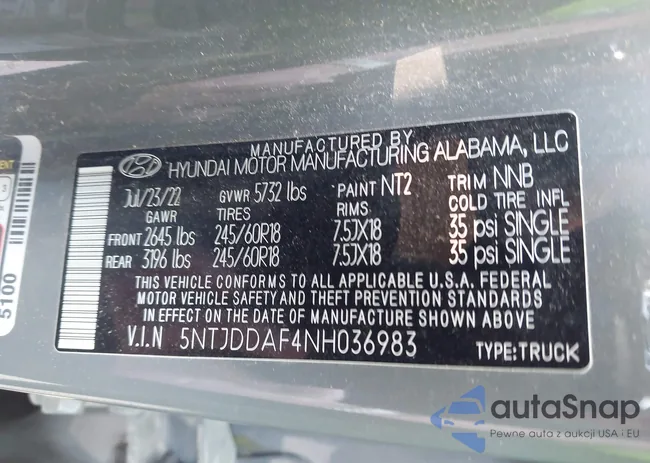 MANUFACTURED BY
HYUNDAI MOTOR MANUFACTURING ALABAMA, LLC
Jul/23/22 GVWR 5732 lbs PAINT NT2 TRIM NNB
GAWR TIRES RIMS COLD TIRE INFL
FRONT 2645 lbs 245/60R18 7.5JX18 35 psi SINGLE
REAR 3196 lbs 245/60R18 7.5JX18 35 psi SINGLE
THIS VEHICLE CONFORMS TO ALL APPLICABLE U.S.A. FEDERAL
MOTOR VEHICLE SAFETY AND THEFT PREVENTION STANDARDS
IN EFFECT ON THE DATE OF MANUFACTURE SHOWN ABOVE.
V.I.N 5NTJDDAF4NH036983 TYPE:TRUCK
5100
autaSnap
Pewne auta z aukcji USA i EU